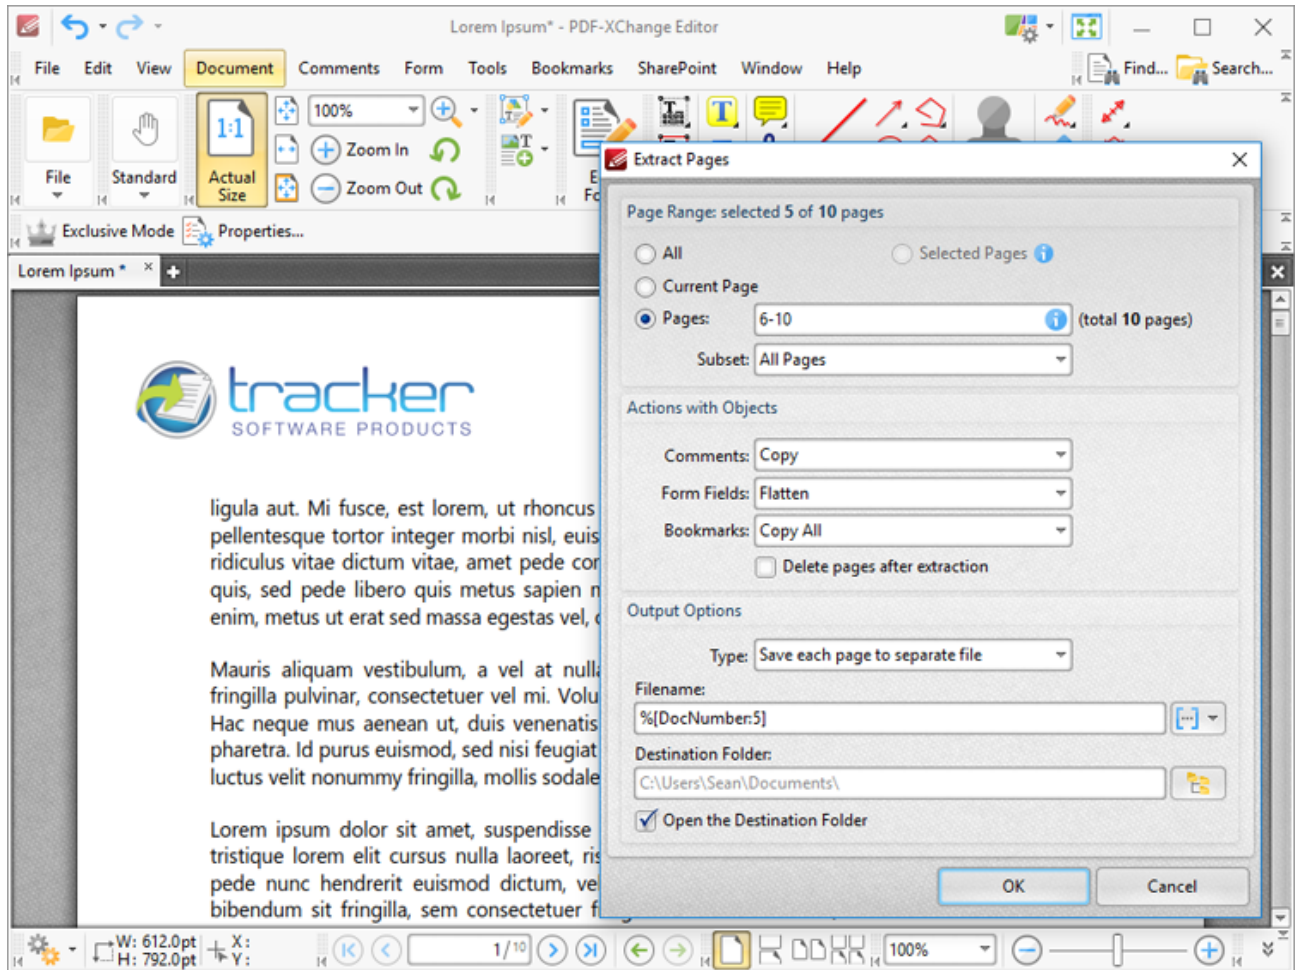 Lorem Ipsum* - PDF-XChange Editor
File Edit View Document Comments Form Tools Bookmarks SharePoint Window Help Find... Search...
100%
1:1
Zoom In
Zoom Out
File Standard Actual Size
Exclusive Mode Properties...
Lorem Ipsum *
tracker
SOFTWARE PRODUCTS
ligula aut. Mi fusce, est lorem, ut rhoncus
pellentesque tortor integer morbi nisl, euis
ridiculus vitae dictum vitae, amet pede cor
quis, sed pede libero quis metus sapien
enim, metus ut erat sed massa egestas vel,
Mauris aliquam vestibulum, a vel at nulla
fringilla pulvinar, consectetuer vel mi. Volu
Hac neque mus aenean ut, duis venenatis
pharetra. Id purus euismod, sed nisi feugiat
luctus velit nonummy fringilla, mollis sodale
Lorem ipsum dolor sit amet, suspendisse
tristique lorem elit cursus nulla laoreet, ris
pede nunc hendrerit euismod dictum, ve
bibendum sit fringilla, sem consectetuer
Extract Pages
Page Range: selected 5 of 10 pages
All Selected Pages
Current Page
Pages: 6-10 (total 10 pages)
Subset: All Pages
Actions with Objects
Comments: Copy
Form Fields: Flatten
Bookmarks: Copy All
Delete pages after extraction
Output Options
Type: Save each page to separate file
Filename:
%[DocNumber:5]
Destination Folder:
C:\Users\Sean\Documents\
Open the Destination Folder
OK Cancel
W: 612.0pt X:
H: 792.0pt Y:
1/10
100%